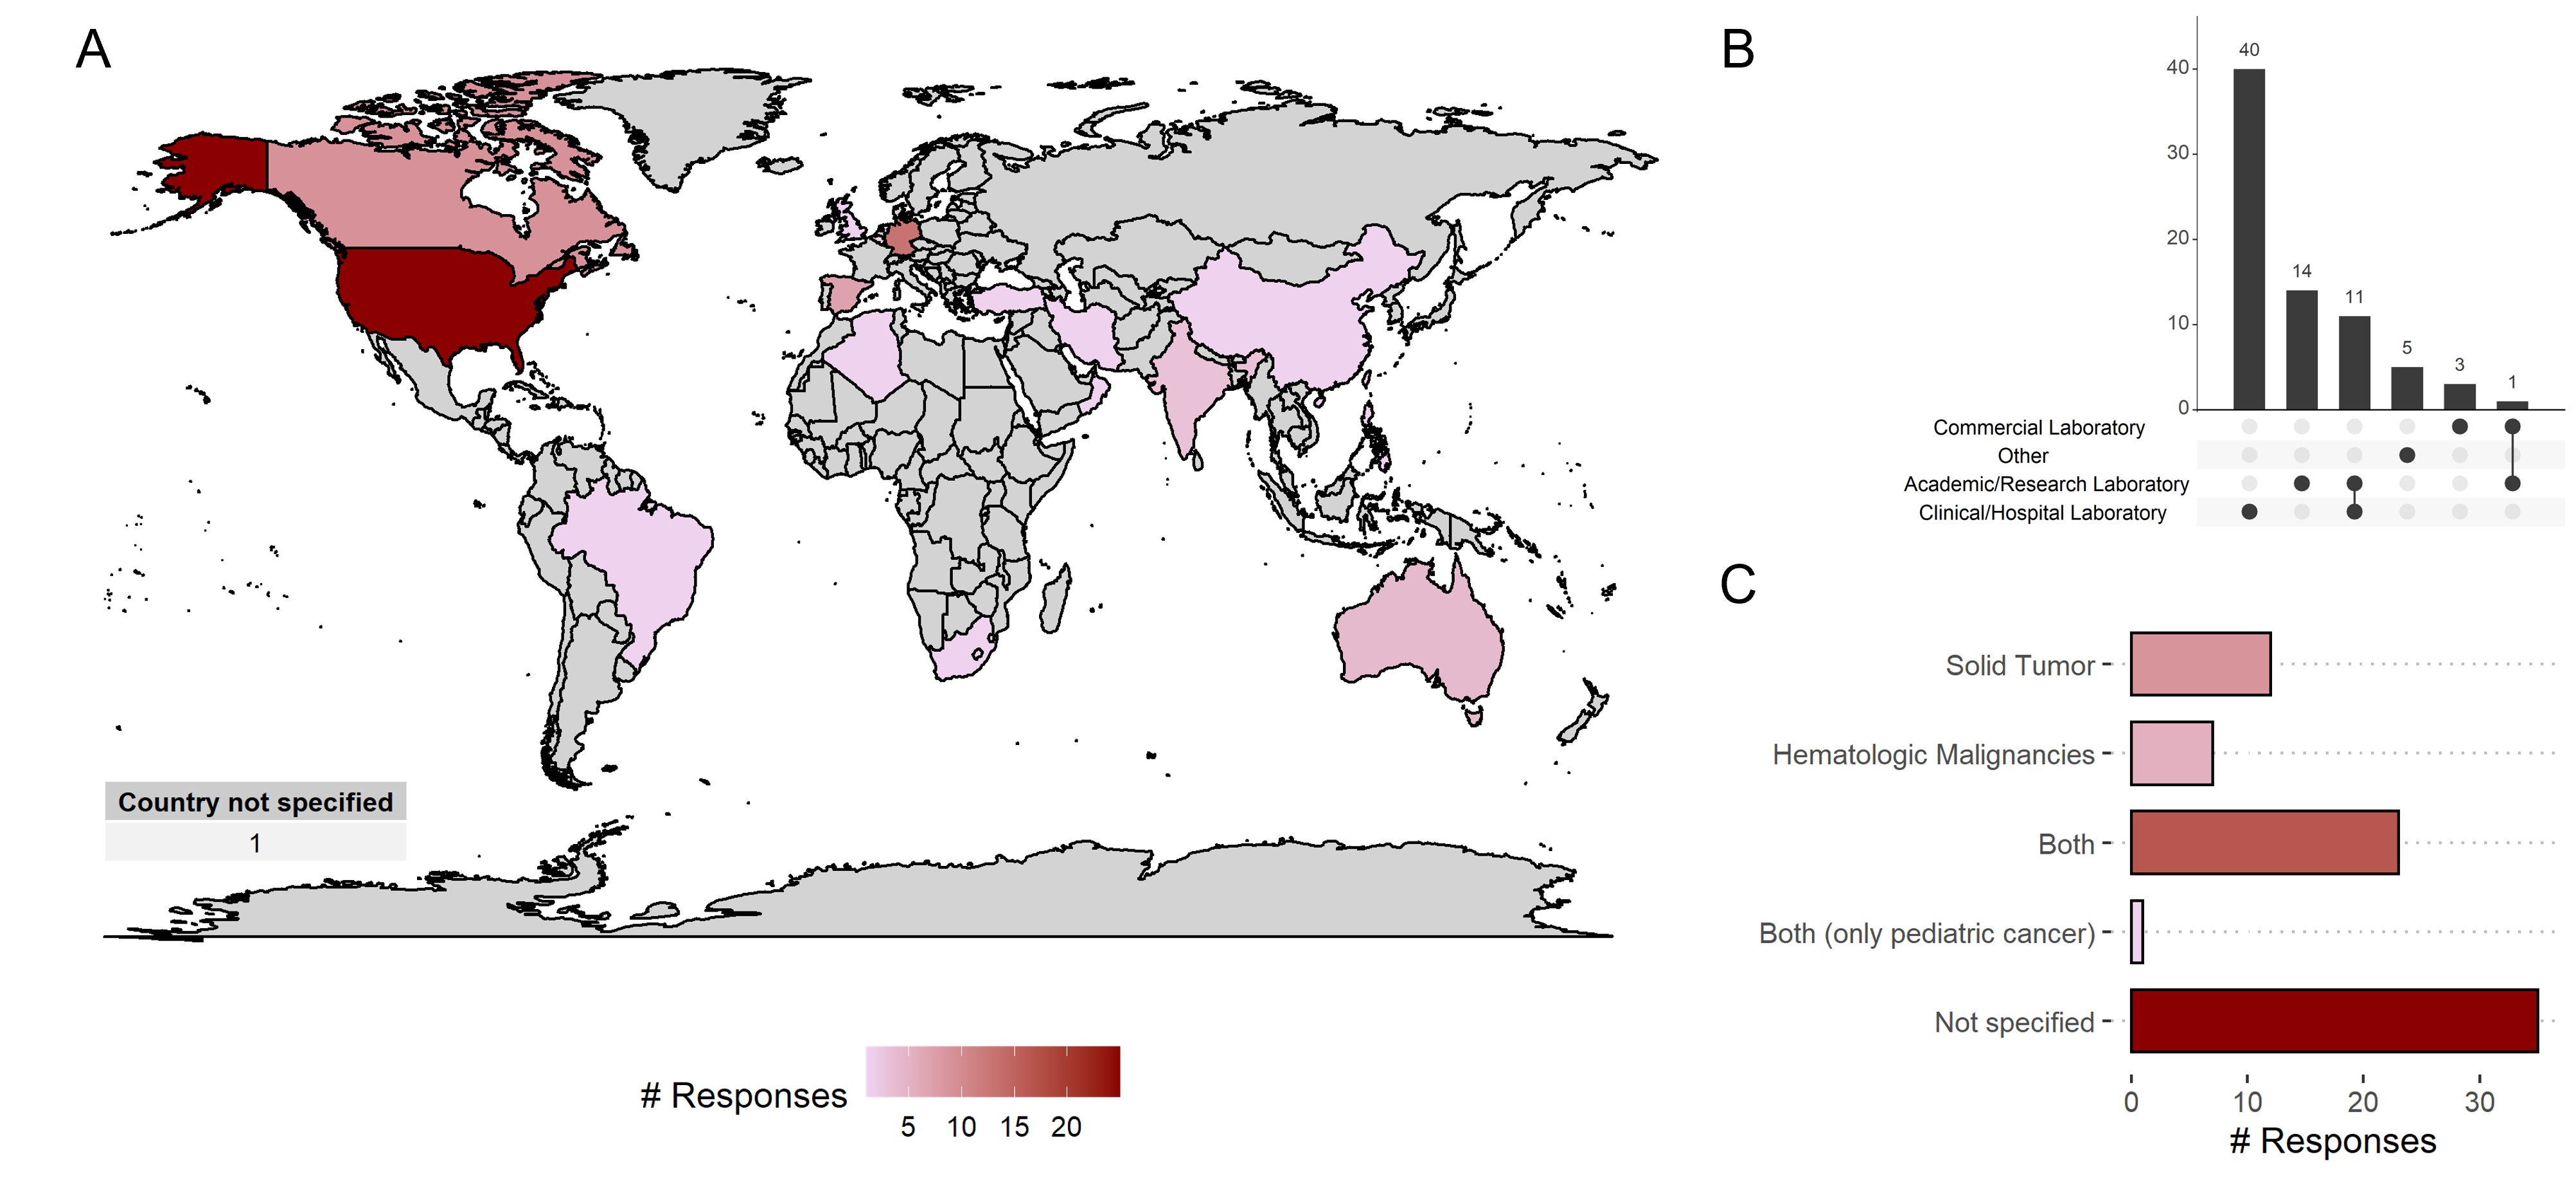 A
Country not specified
1
# Responses
5 10 15 20
B
40
30
20
10
0
40 14 11 5 3 1
Commercial Laboratory
Other
Academic/Research Laboratory
Clinical/Hospital Laboratory
C
Solid Tumor
Hematologic Malignancies
Both
Both (only pediatric cancer)
Not specified
0 10 20 30
# Responses